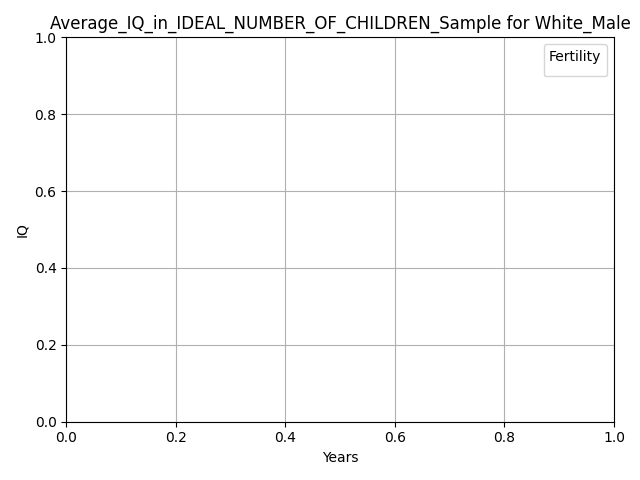 Average_IQ_in_IDEAL_NUMBER_OF_CHILDREN_Sample for White_Male
Fertility
1.0
0.8
0.6
0.4
0.2
0.0
IQ
0.0 0.2 0.4 0.6 0.8 1.0
Years